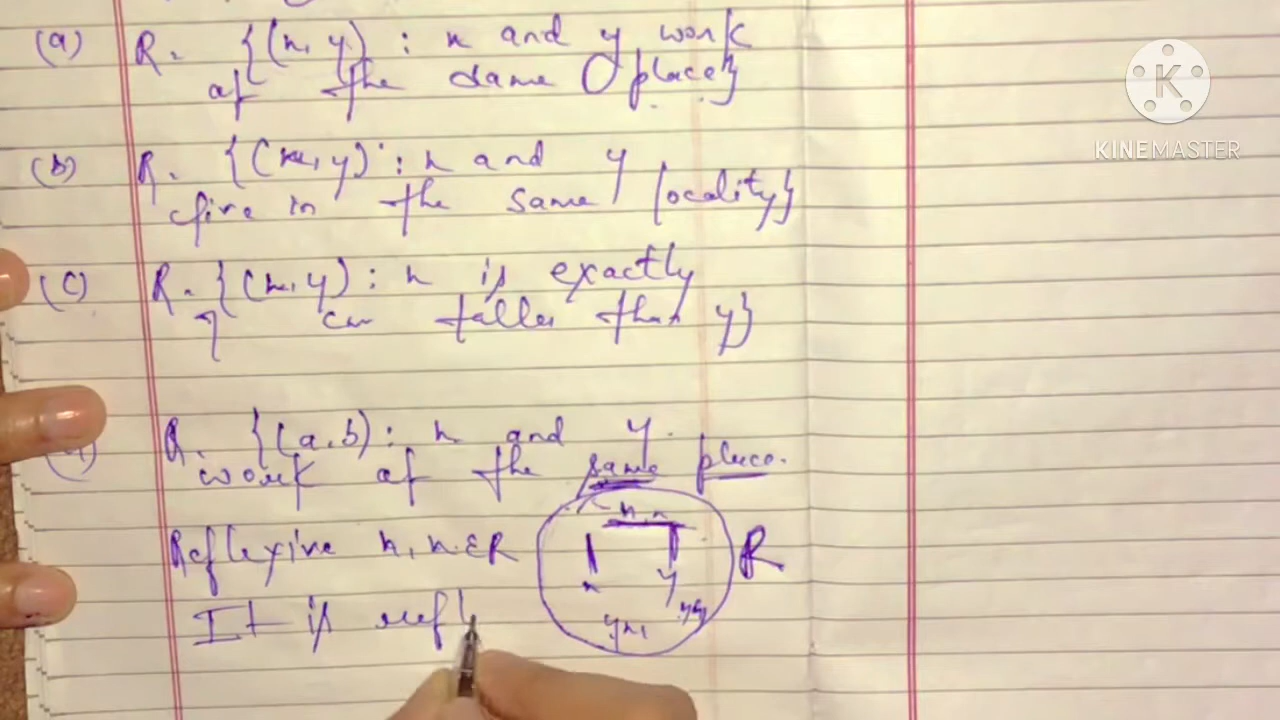 (a) R = {(x, y) : x and y work
at the same place}
(b) R = {(x, y) : x and y
live in the same locality}
(c) R = {(x, y) : x is exactly
7 cm taller than y}
R = {(a, b) : x and y
work at the same place.
Reflexive x, x ∈ R
x, x
R
x y
y, x
It is refl
KINEMASTER